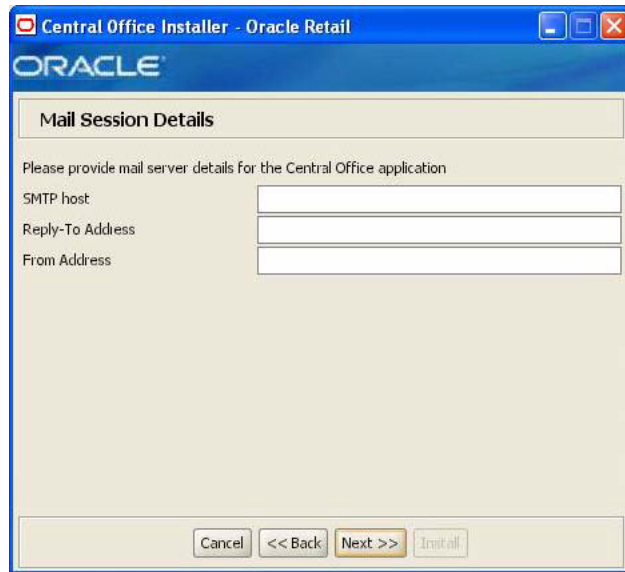 Central Office Installer - Oracle Retail
ORACLE
Mail Session Details
Please provide mail server details for the Central Office application
SMTP host
Reply-To Address
From Address
Cancel << Back Next >> Install